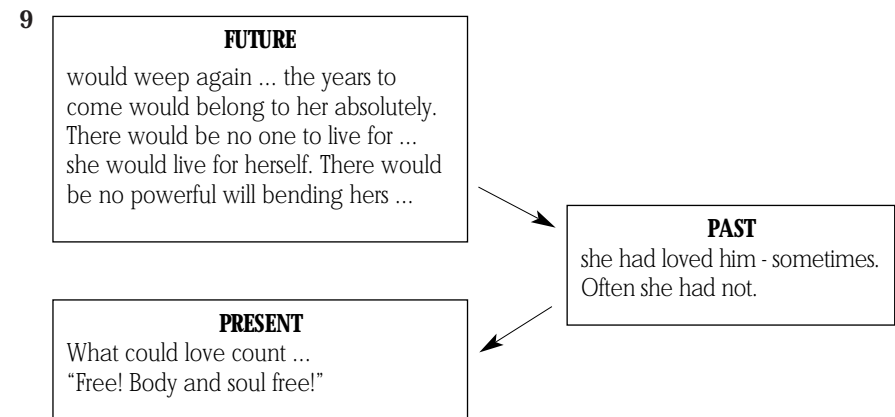 9
FUTURE
would weep again ... the years to
come would belong to her absolutely.
There would be no one to live for ...
she would live for herself. There would
be no powerful will bending hers ...
PAST
she had loved him - sometimes.
Often she had not.
PRESENT
What could love count ...
“Free! Body and soul free!”